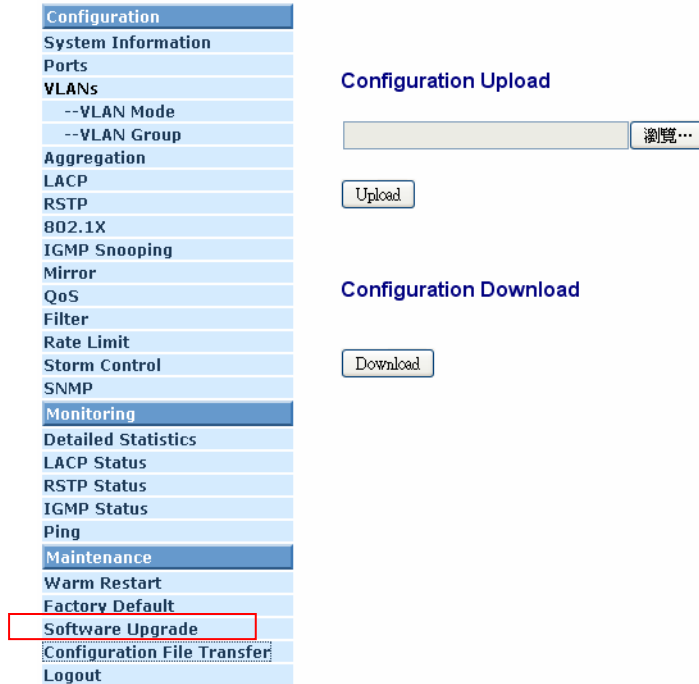 Configuration
System Information
Ports
VLANs
--VLAN Mode
--VLAN Group
Aggregation
LACP
RSTP
802.1X
IGMP Snooping
Mirror
QoS
Filter
Rate Limit
Storm Control
SNMP
Monitoring
Detailed Statistics
LACP Status
RSTP Status
IGMP Status
Ping
Maintenance
Warm Restart
Factory Default
Software Upgrade
Configuration File Transfer
Logout
Configuration Upload
瀏覽…
Upload
Configuration Download
Download